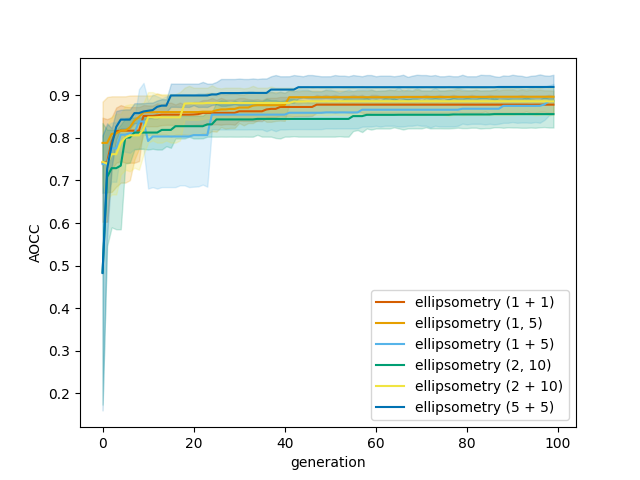 0.9
0.8
0.7
0.6
0.5
0.4
0.3
0.2
AOCC
0 20 40 60 80 100
generation
ellipsometry (1 + 1)
ellipsometry (1, 5)
ellipsometry (1 + 5)
ellipsometry (2, 10)
ellipsometry (2 + 10)
ellipsometry (5 + 5)